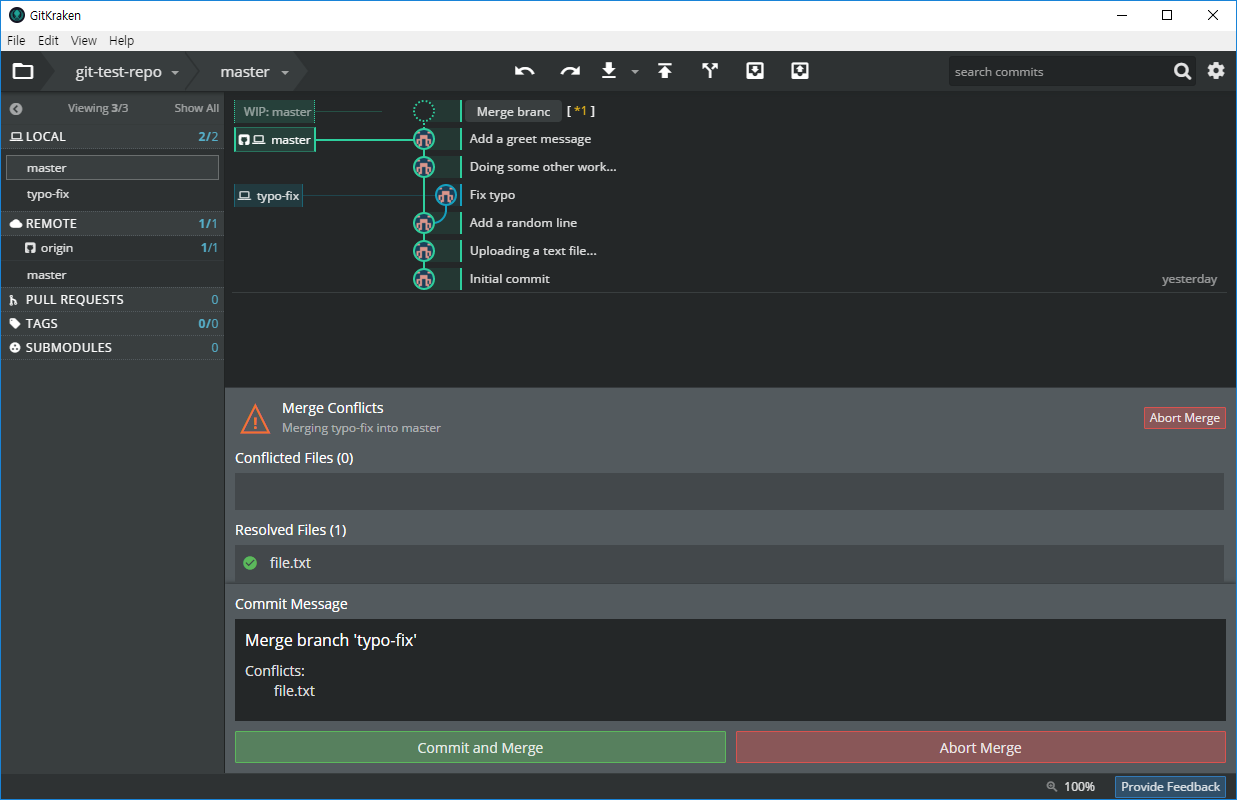 GitKraken
File Edit View Help
git-test-repo master search commits
Viewing 3/3 Show All
LOCAL 2/2
master
typo-fix
REMOTE 1/1
origin 1/1
master
PULL REQUESTS 0
TAGS 0/0
SUBMODULES 0
WIP: master Merge branc [ *1 ]
master Add a greet message
Doing some other work...
typo-fix Fix typo
Add a random line
Uploading a text file...
Initial commit yesterday
Merge Conflicts
Merging typo-fix into master
Abort Merge
Conflicted Files (0)
Resolved Files (1)
file.txt
Commit Message
Merge branch 'typo-fix'
Conflicts:
file.txt
Commit and Merge Abort Merge
100% Provide Feedback